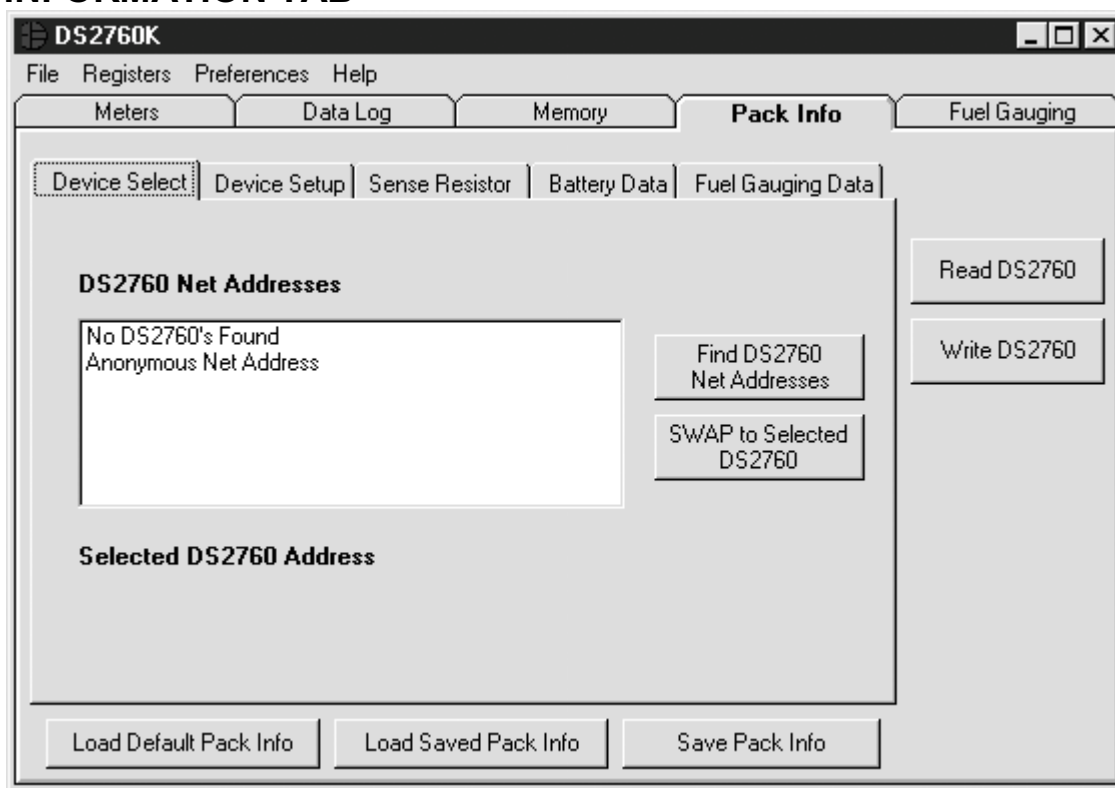 INFORMATION TAB
DS2760K
File Registers Preferences Help
Meters Data Log Memory Pack Info Fuel Gauging
Device Select Device Setup Sense Resistor Battery Data Fuel Gauging Data
DS2760 Net Addresses
No DS2760's Found
Anonymous Net Address
Find DS2760
Net Addresses
SWAP to Selected
DS2760
Read DS2760
Write DS2760
Selected DS2760 Address
Load Default Pack Info Load Saved Pack Info Save Pack Info